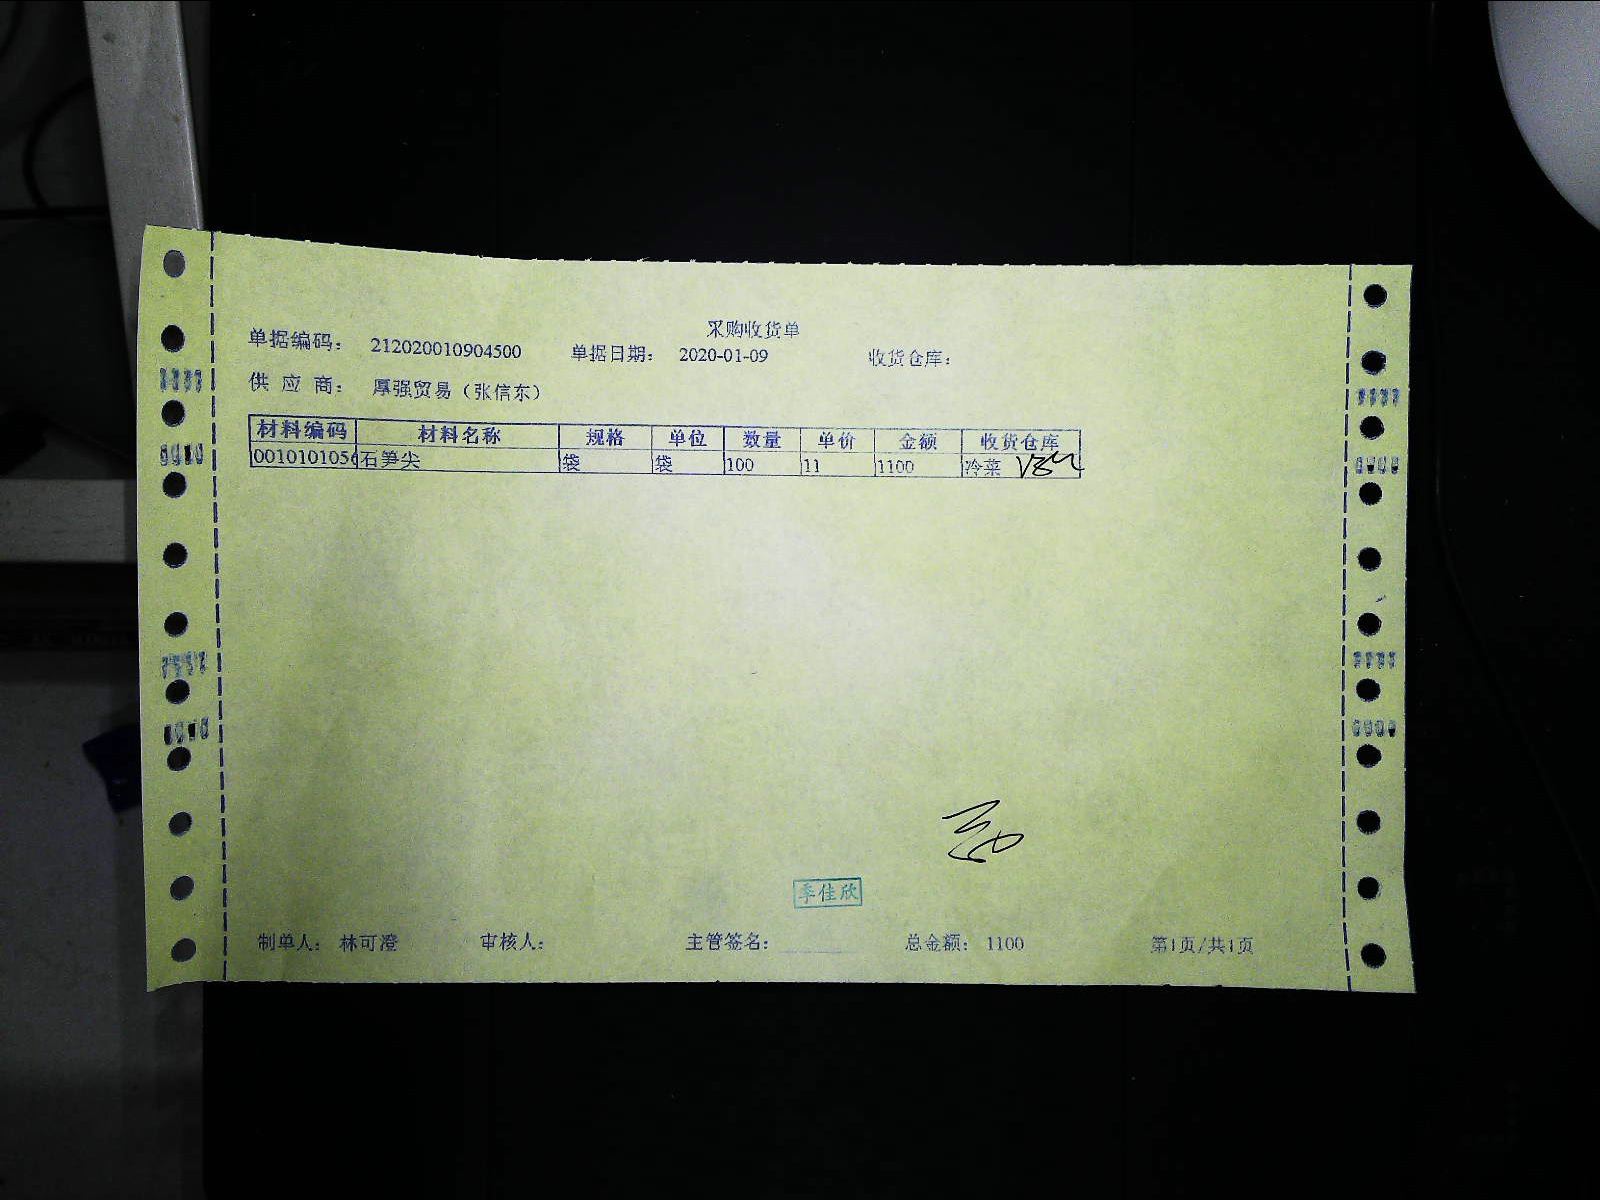 采购收货单
单据编码: 212020010904500 单据日期: 2020-01-09 收货仓库:
供应商: 厚强贸易（张信东）
材料编码 材料名称 规格 单位 数量 单价 金额 收货仓库
0010101056 石笋尖 袋 袋 100 11 1100 冷菜
季佳欣
制单人: 林可澄 审核人: 主管签名: 总金额: 1100 第1页/共1页